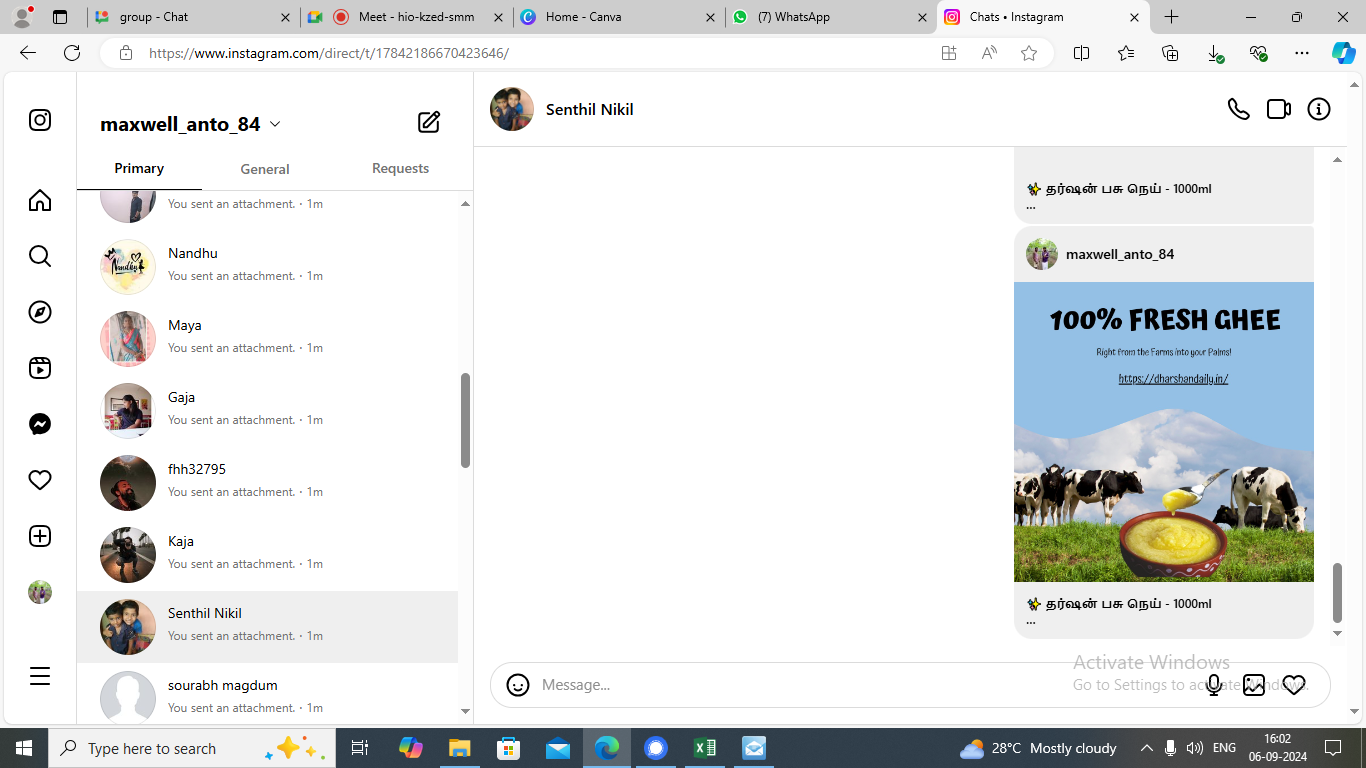 group - Chat
Meet - hio-kzed-smm
Home - Canva
(7) WhatsApp
Chats • Instagram
https://www.instagram.com/direct/t/17842186670423646/
maxwell_anto_84
Primary
General
Requests
You sent an attachment. · 1m
Nandhu
You sent an attachment. · 1m
Maya
You sent an attachment. · 1m
Gaja
You sent an attachment. · 1m
fhh32795
You sent an attachment. · 1m
Kaja
You sent an attachment. · 1m
Senthil Nikil
You sent an attachment. · 1m
sourabh magdum
You sent an attachment. · 1m
Senthil Nikil
✨ தர்ஷன் பசு நெய் - 1000ml
...
maxwell_anto_84
100% FRESH GHEE
Right from the Farms into your Palms!
https://dharshandaily.in/
✨ தர்ஷன் பசு நெய் - 1000ml
...
Message...
Activate Windows
Go to Settings to activate Windows.
Type here to search
28°C Mostly cloudy
ENG
16:02
06-09-2024